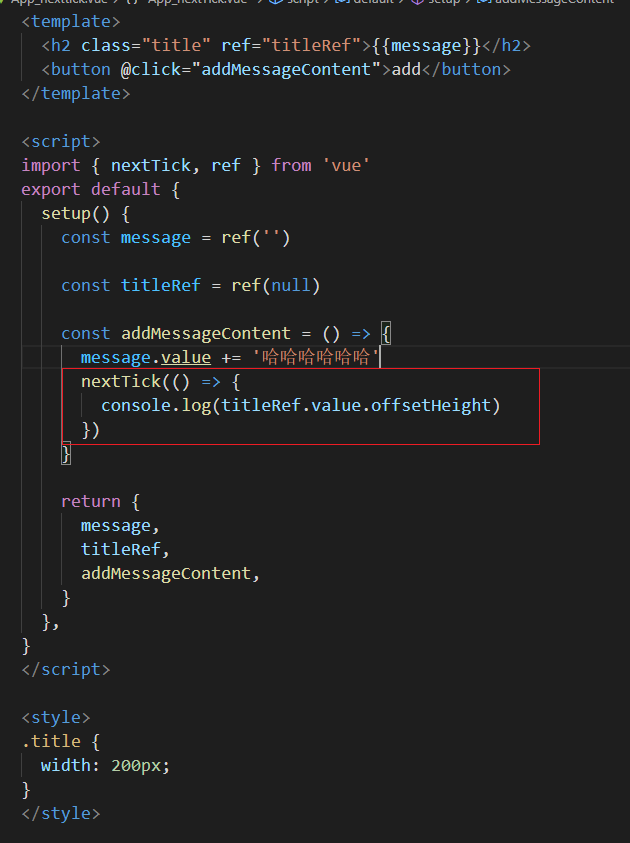 App_nexttick.vue > {} "App_nextTick.vue" > script > default > setup > addMessageContent
<template>
  <h2 class="title" ref="titleRef">{{message}}</h2>
  <button @click="addMessageContent">add</button>
</template>

<script>
import { nextTick, ref } from 'vue'
export default {
  setup() {
    const message = ref('')

    const titleRef = ref(null)

    const addMessageContent = () => {
      message.value += '哈哈哈哈哈哈'
      nextTick(() => {
        console.log(titleRef.value.offsetHeight)
      })
    }

    return {
      message,
      titleRef,
      addMessageContent,
    }
  },
}
</script>

<style>
.title {
  width: 200px;
}
</style>